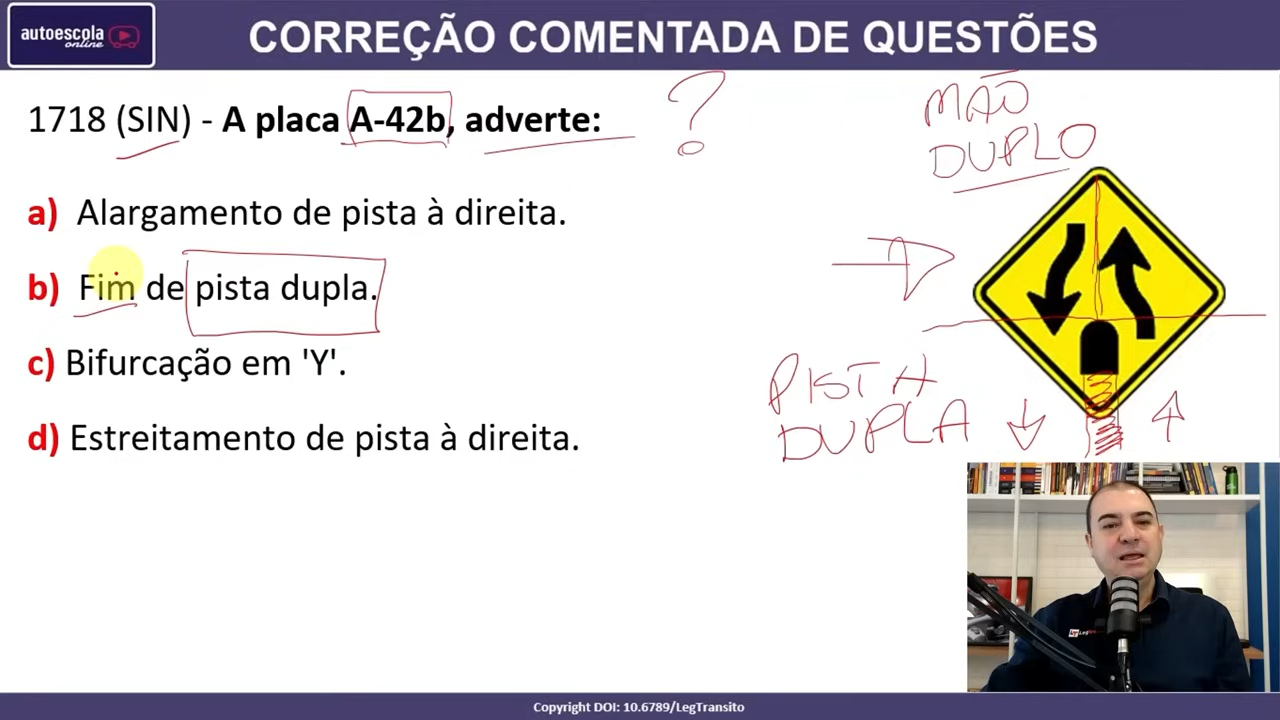 autoescola
online
CORREÇÃO COMENTADA DE QUESTÕES
1718 (SIN) - A placa A-42b, adverte:
?
MÃO
DUPLO
a) Alargamento de pista à direita.
b) Fim de pista dupla.
c) Bifurcação em 'Y'.
d) Estreitamento de pista à direita.
PISTA
DUPLA
Copyright DOI: 10.6789/LegTransito